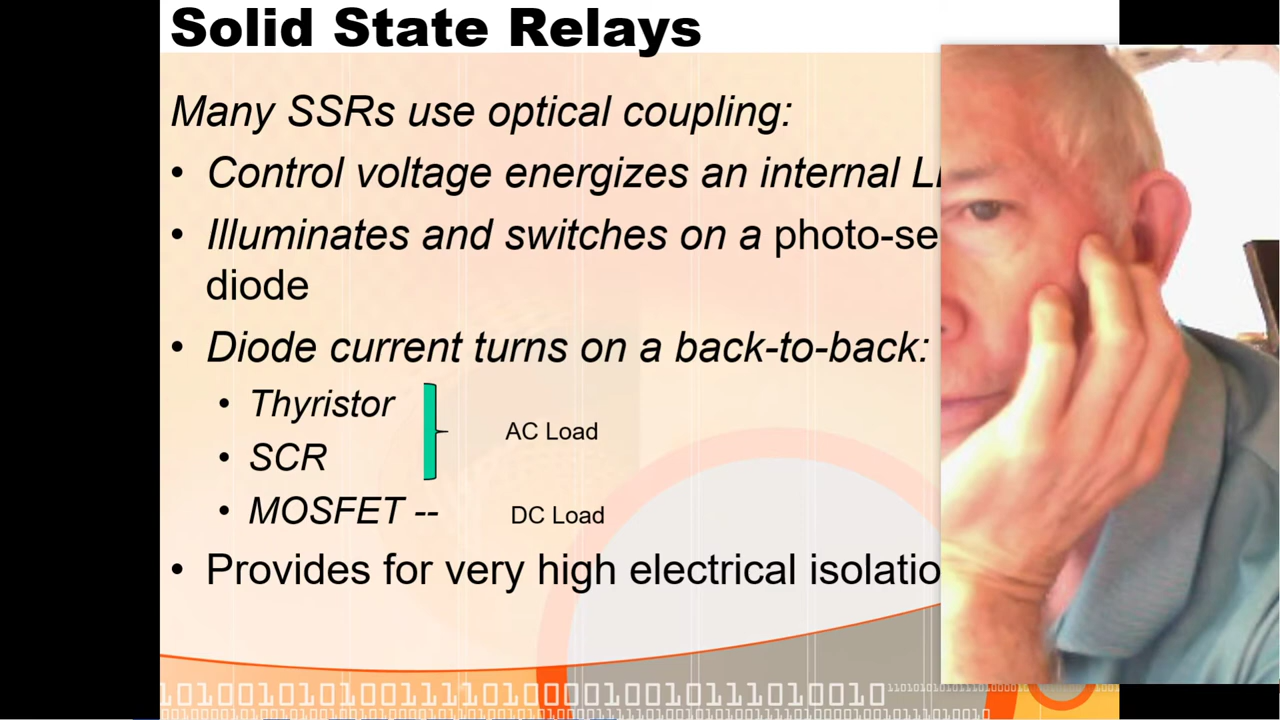 Solid State Relays
Many SSRs use optical coupling:
• Control voltage energizes an internal
• Illuminates and switches on a photo-se
diode
• Diode current turns on a back-to-back:
• Thyristor
AC Load
• SCR
• MOSFET --
DC Load
• Provides for very high electrical isolatio